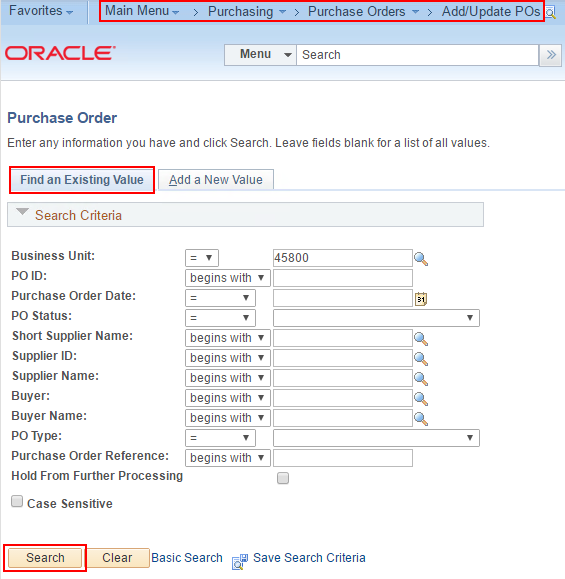 Favorites Main Menu > Purchasing > Purchase Orders > Add/Update POs
ORACLE Menu Search »
Purchase Order
Enter any information you have and click Search. Leave fields blank for a list of all values.
Find an Existing Value Add a New Value
Search Criteria
Business Unit: = 45800
PO ID: begins with
Purchase Order Date: = 31
PO Status: =
Short Supplier Name: begins with
Supplier ID: begins with
Supplier Name: begins with
Buyer: begins with
Buyer Name: begins with
PO Type: =
Purchase Order Reference: begins with
Hold From Further Processing
Case Sensitive
Search Clear Basic Search Save Search Criteria